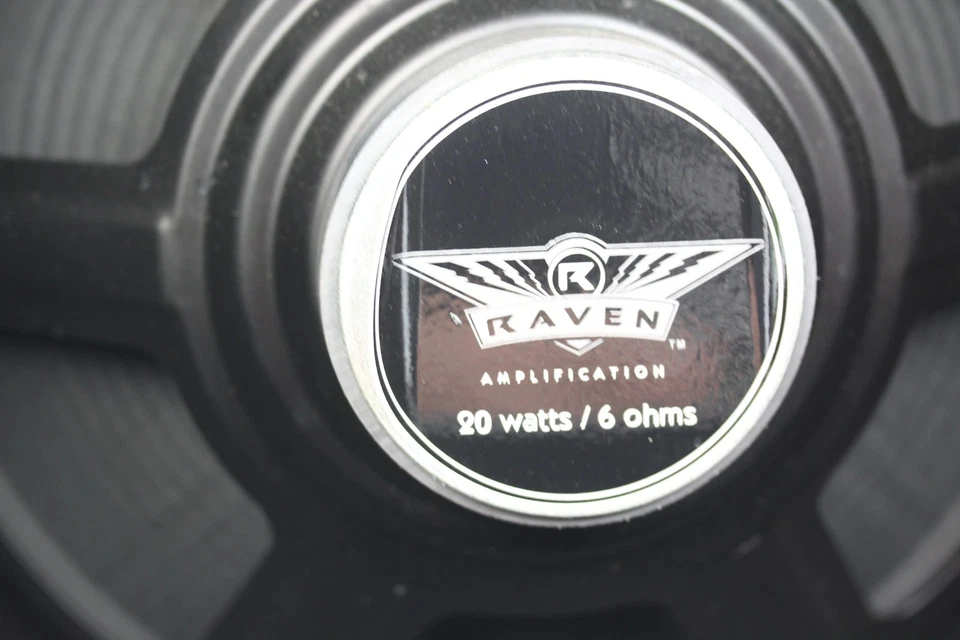 R
RAVEN
TM
AMPLIFICATION
20 watts / 6 ohms